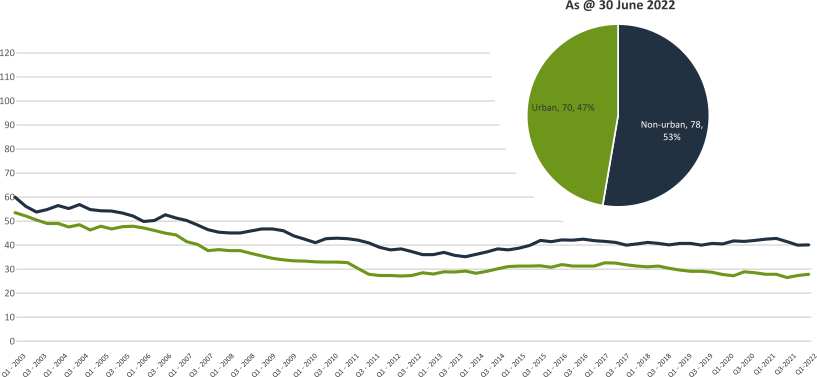 As @ 30 June 2022
Urban, 70, 47%
Non-urban, 78,
53%
120
110
100
90
80
70
60
50
40
30
20
10
0
Q1 - 2003
Q3 - 2003
Q1 - 2004
Q3 - 2004
Q1 - 2005
Q3 - 2005
Q1 - 2006
Q3 - 2006
Q1 - 2007
Q3 - 2007
Q1 - 2008
Q3 - 2008
Q1 - 2009
Q3 - 2009
Q1 - 2010
Q3 - 2010
Q1 - 2011
Q3 - 2011
Q1 - 2012
Q3 - 2012
Q1 - 2013
Q3 - 2013
Q1 - 2014
Q3 - 2014
Q1 - 2015
Q3 - 2015
Q1 - 2016
Q3 - 2016
Q1 - 2017
Q3 - 2017
Q1 - 2018
Q3 - 2018
Q1 - 2019
Q3 - 2019
Q1 - 2020
Q3 - 2020
Q1 - 2021
Q3 - 2021
Q1 - 2022